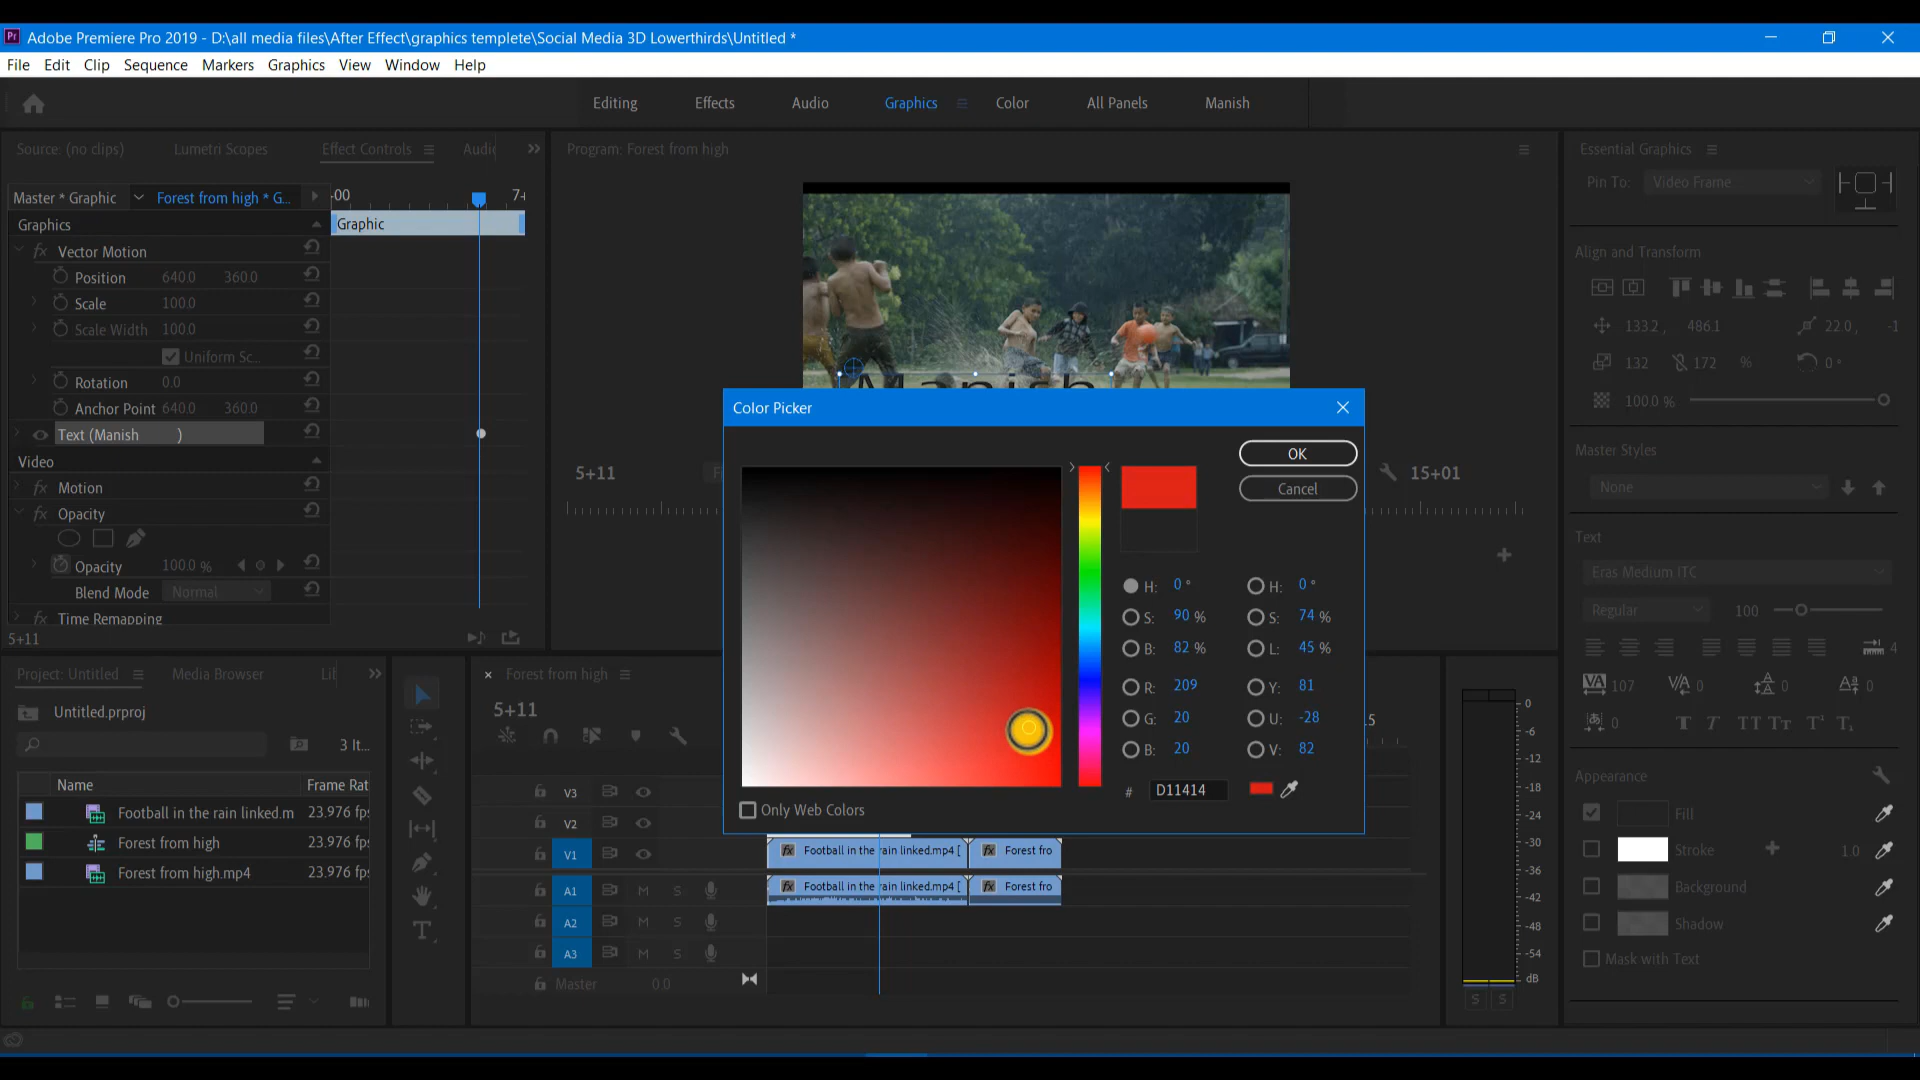 Adobe Premiere Pro 2019 - D:\all media files\After Effect\graphics templete\Social Media 3D Lowerthirds\Untitled *
File Edit Clip Sequence Markers Graphics View Window Help
Editing Effects Audio Graphics Color All Panels Manish
Source: (no clips) Lumetri Scopes Effect Controls
Program: Forest from high
Essential Graphics
Pin To: Video Frame
Master * Graphic Forest from high * G...
Graphics
Graphic
Vector Motion
Position 640.0 360.0
Scale 100.0
Scale Width 100.0
Uniform Sc...
Rotation 0.0
Anchor Point 640.0 360.0
Text (Manish )
Video
Motion
Opacity
Opacity 100.0 %
Blend Mode Normal
Time Remapping
5+11
Manish
5+11
15+01
Color Picker
OK
Cancel
H: 0 ° H: 0 °
S: 90 % S: 74 %
B: 82 % L: 45 %
R: 209 Y: 81
G: 20 U: -28
B: 20 V: 82
# D11414
Only Web Colors
Align and Transform
133.2 , 486.1 22.0 ,
132 172 % 0 °
100.0 %
Master Styles
None
Text
Eras Medium ITC
Regular 100
107 0 0 0
0
Appearance
Fill
Stroke 1.0
Background
Shadow
Mask with Text
Project: Untitled Media Browser
Untitled.prproj
3 It...
Name Frame Rat
Football in the rain linked.m 23.976 fps
Forest from high 23.976 fps
Forest from high.mp4 23.976 fps
Forest from high
5+11
V3
V2
V1 Football in the rain linked.mp4 [ Forest fro
A1 M S Football in the rain linked.mp4 [ Forest fro
A2 M S
A3 M S
Master 0.0
0
-6
-12
-18
-24
-30
-36
-42
-48
-54
dB
S S